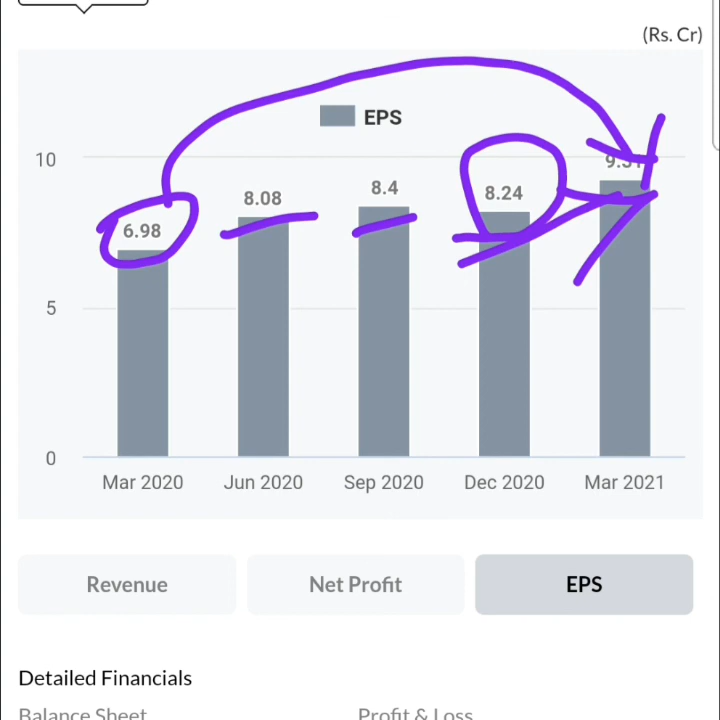 (Rs. Cr)
EPS
10
5
0
6.98
8.08
8.4
8.24
Mar 2020 Jun 2020 Sep 2020 Dec 2020 Mar 2021
Revenue Net Profit EPS
Detailed Financials
Balance Sheet Profit & Loss